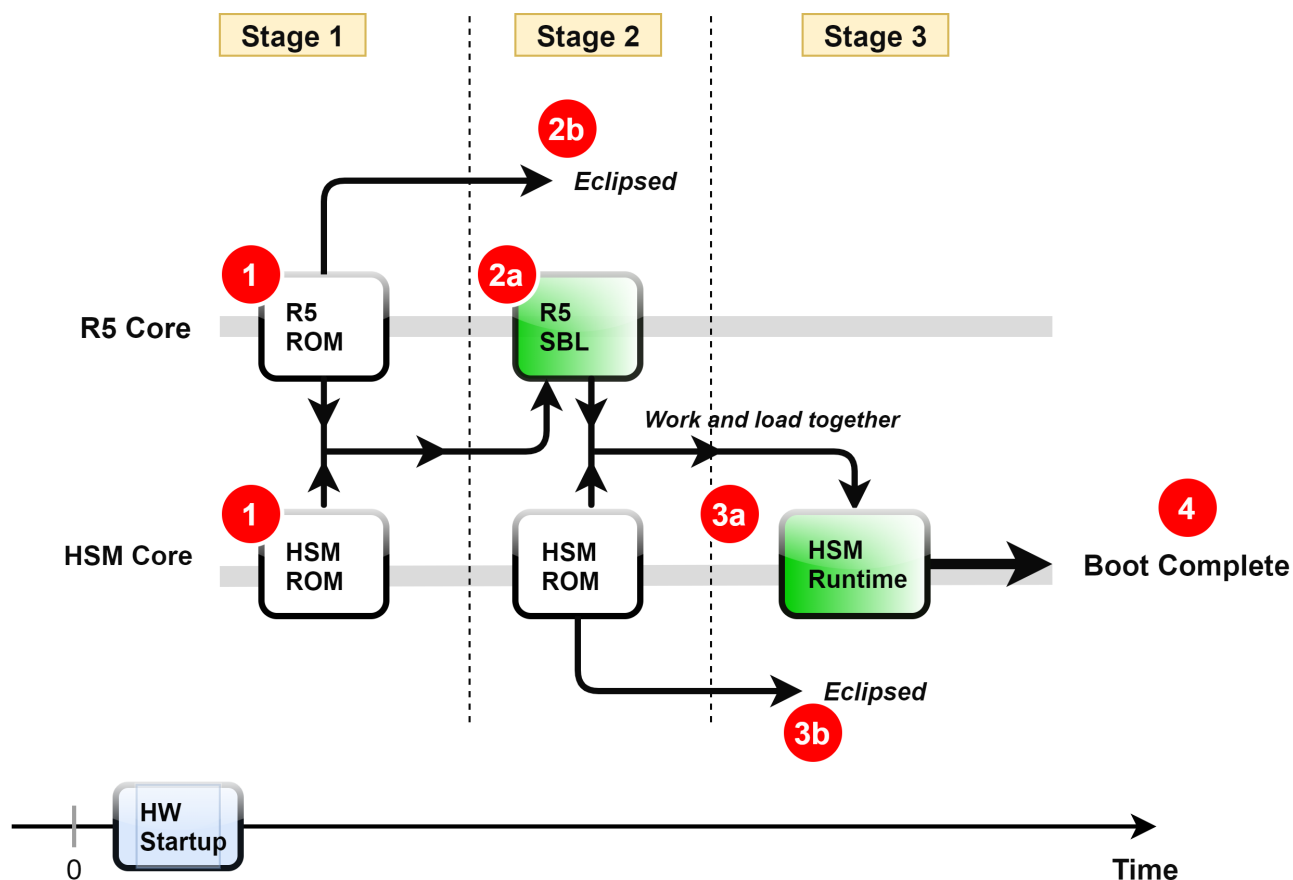 Stage 1
Stage 2
Stage 3
2b
Eclipsed
1
2a
R5 Core
R5
ROM
R5
SBL
Work and load together
1
3a
4
HSM Core
HSM
ROM
HSM
ROM
HSM
Runtime
Boot Complete
Eclipsed
3b
HW
Startup
0
Time